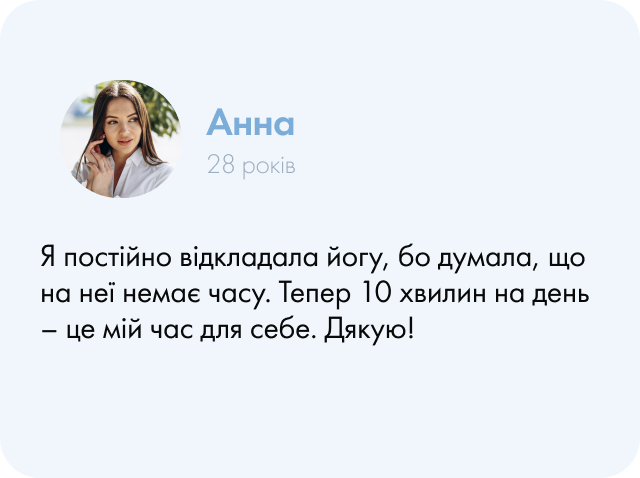 Анна
28 років
Я постійно відкладала йогу, бо думала, що
на неї немає часу. Тепер 10 хвилин на день
– це мій час для себе. Дякую!